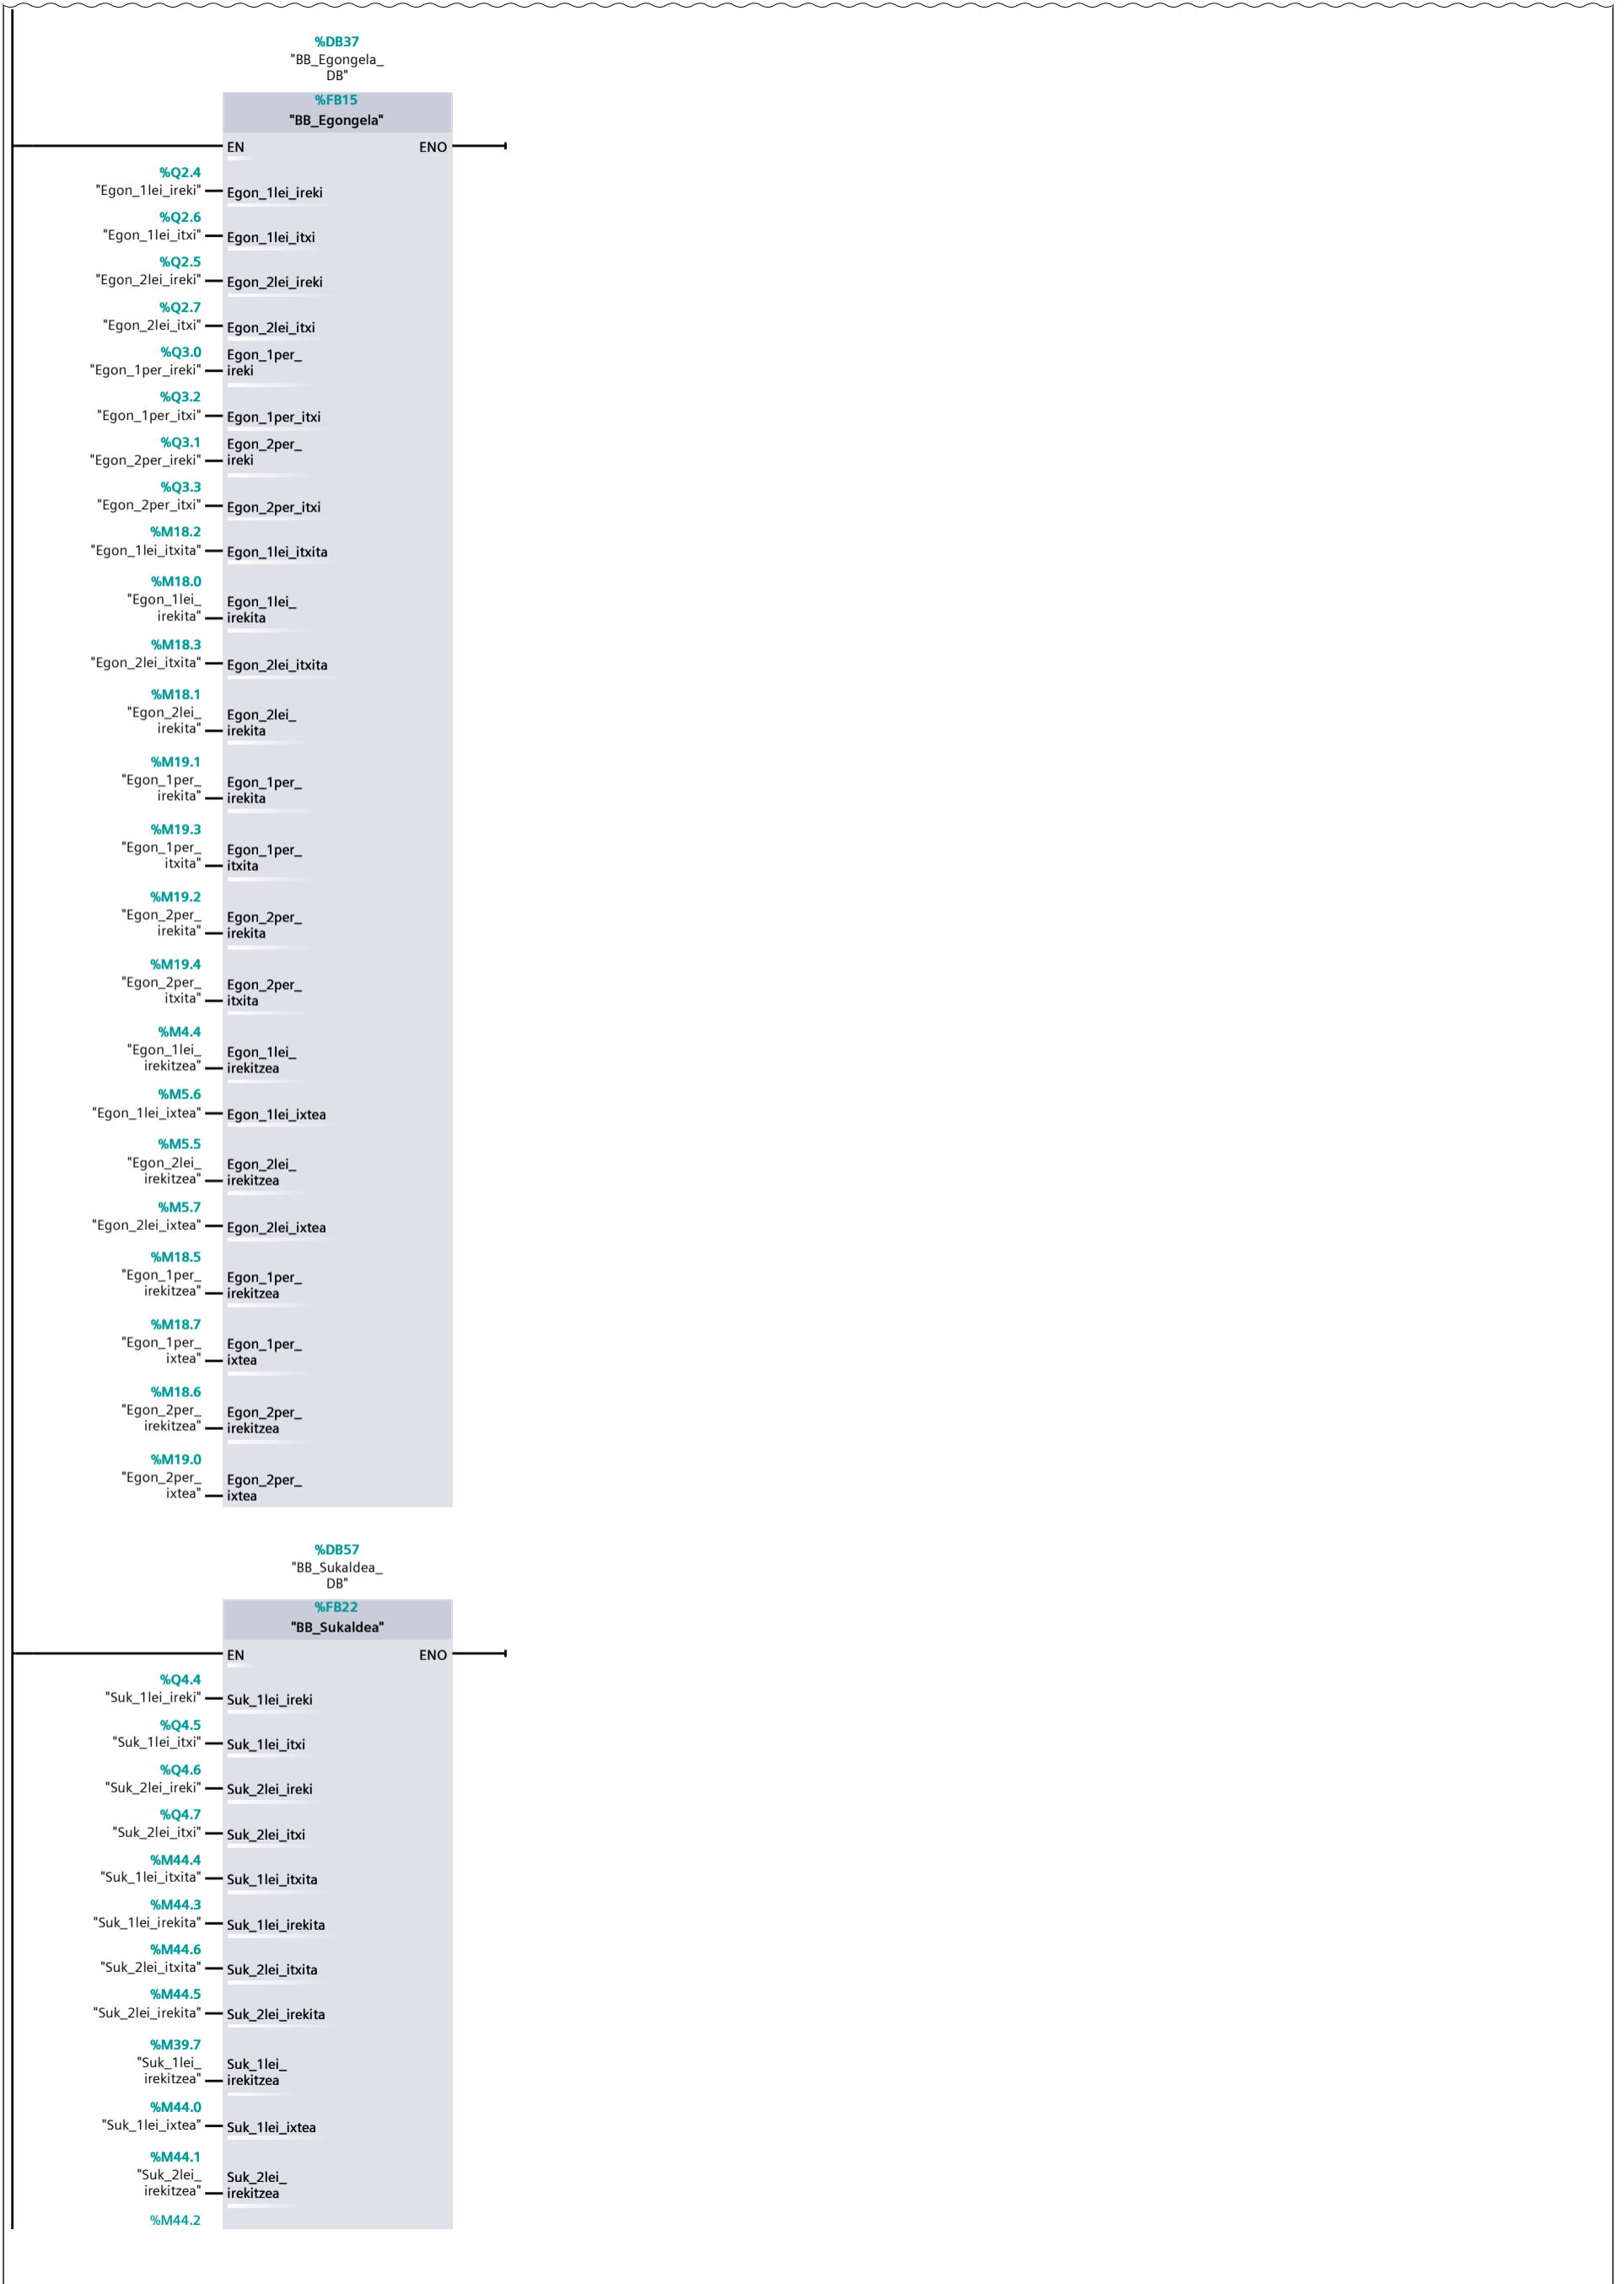 %DB37
"BB_Egongela_
DB"
%FB15
"BB_Egongela"
EN ENO
%Q2.4
"Egon_1lei_ireki" Egon_1lei_ireki
%Q2.6
"Egon_1lei_itxi" Egon_1lei_itxi
%Q2.5
"Egon_2lei_ireki" Egon_2lei_ireki
%Q2.7
"Egon_2lei_itxi" Egon_2lei_itxi
%Q3.0 Egon_1per_
"Egon_1per_ireki" ireki
%Q3.2
"Egon_1per_itxi" Egon_1per_itxi
%Q3.1 Egon_2per_
"Egon_2per_ireki" ireki
%Q3.3
"Egon_2per_itxi" Egon_2per_itxi
%M18.2
"Egon_1lei_itxita" Egon_1lei_itxita
%M18.0
"Egon_1lei_ Egon_1lei_
irekita" irekita
%M18.3
"Egon_2lei_itxita" Egon_2lei_itxita
%M18.1
"Egon_2lei_ Egon_2lei_
irekita" irekita
%M19.1
"Egon_1per_ Egon_1per_
irekita" irekita
%M19.3
"Egon_1per_ Egon_1per_
itxita" itxita
%M19.2
"Egon_2per_ Egon_2per_
irekita" irekita
%M19.4
"Egon_2per_ Egon_2per_
itxita" itxita
%M4.4
"Egon_1lei_ Egon_1lei_
irekitzea" irekitzea
%M5.6
"Egon_1lei_ixtea" Egon_1lei_ixtea
%M5.5
"Egon_2lei_ Egon_2lei_
irekitzea" irekitzea
%M5.7
"Egon_2lei_ixtea" Egon_2lei_ixtea
%M18.5
"Egon_1per_ Egon_1per_
irekitzea" irekitzea
%M18.7
"Egon_1per_ Egon_1per_
ixtea" ixtea
%M18.6
"Egon_2per_ Egon_2per_
irekitzea" irekitzea
%M19.0
"Egon_2per_ Egon_2per_
ixtea" ixtea
%DB57
"BB_Sukaldea_
DB"
%FB22
"BB_Sukaldea"
EN ENO
%Q4.4
"Suk_1lei_ireki" Suk_1lei_ireki
%Q4.5
"Suk_1lei_itxi" Suk_1lei_itxi
%Q4.6
"Suk_2lei_ireki" Suk_2lei_ireki
%Q4.7
"Suk_2lei_itxi" Suk_2lei_itxi
%M44.4
"Suk_1lei_itxita" Suk_1lei_itxita
%M44.3
"Suk_1lei_irekita" Suk_1lei_irekita
%M44.6
"Suk_2lei_itxita" Suk_2lei_itxita
%M44.5
"Suk_2lei_irekita" Suk_2lei_irekita
%M39.7
"Suk_1lei_ Suk_1lei_
irekitzea" irekitzea
%M44.0
"Suk_1lei_ixtea" Suk_1lei_ixtea
%M44.1
"Suk_2lei_ Suk_2lei_
irekitzea" irekitzea
%M44.2